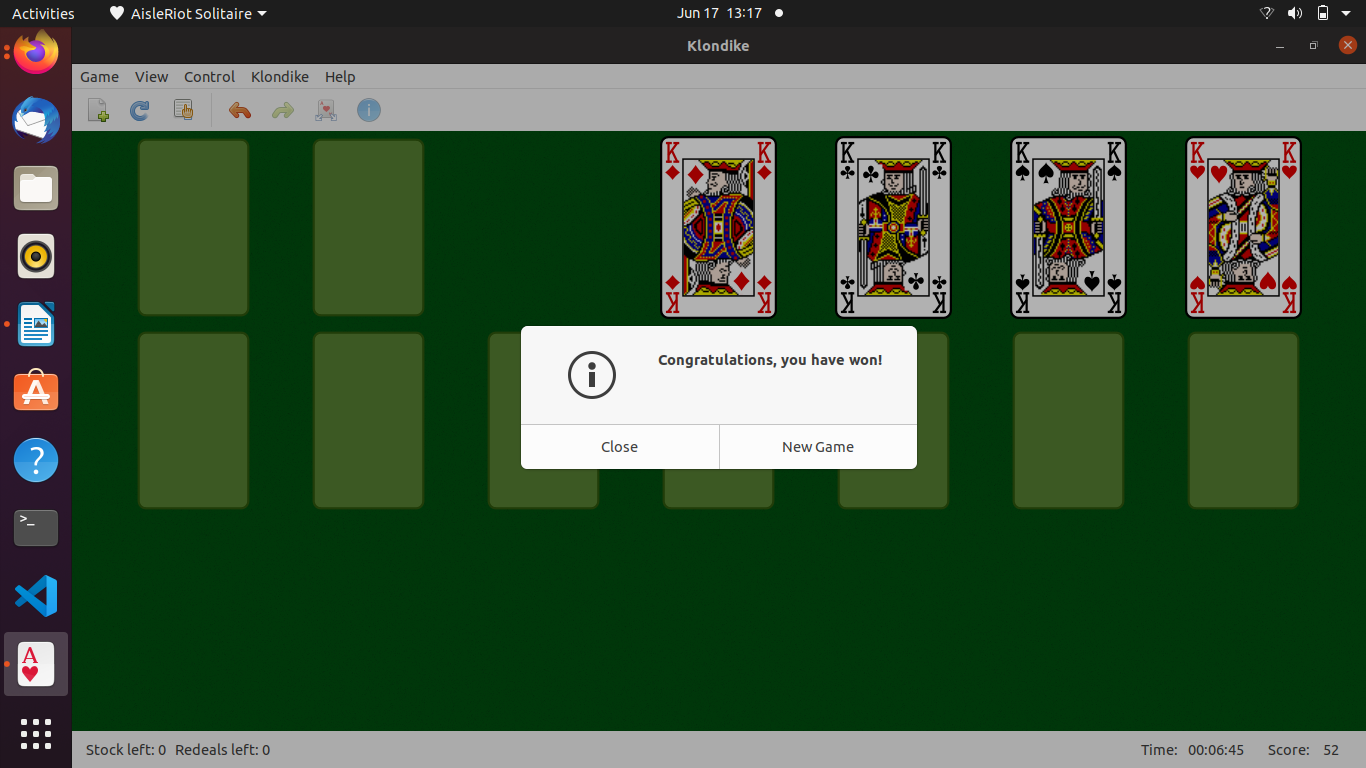 Activities AisleRiot Solitaire Jun 17 13:17
Klondike
Game View Control Klondike Help
K K K K K K K K
Congratulations, you have won!
K K K K K K K K
Close New Game
?
>_
A
Stock left: 0 Redeals left: 0 Time: 00:06:45 Score: 52